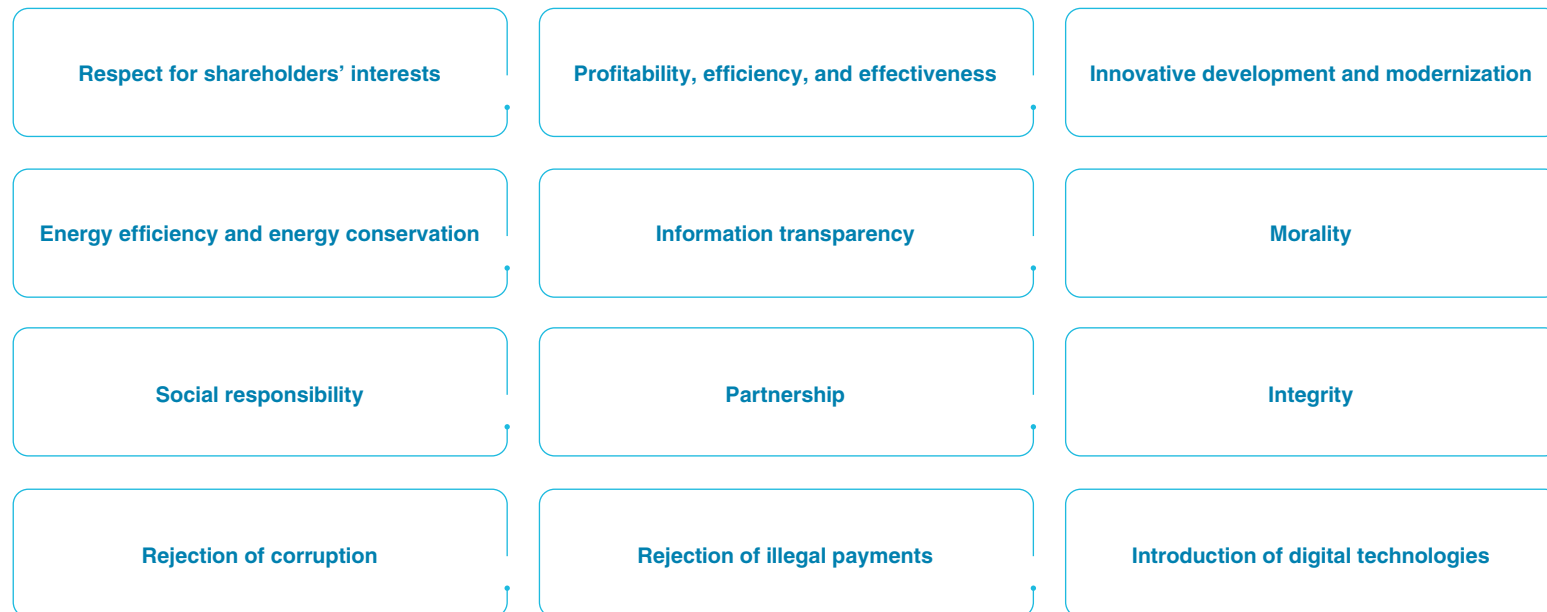 Respect for shareholders’ interests
Profitability, efficiency, and effectiveness
Innovative development and modernization
Energy efficiency and energy conservation
Information transparency
Morality
Social responsibility
Partnership
Integrity
Rejection of corruption
Rejection of illegal payments
Introduction of digital technologies